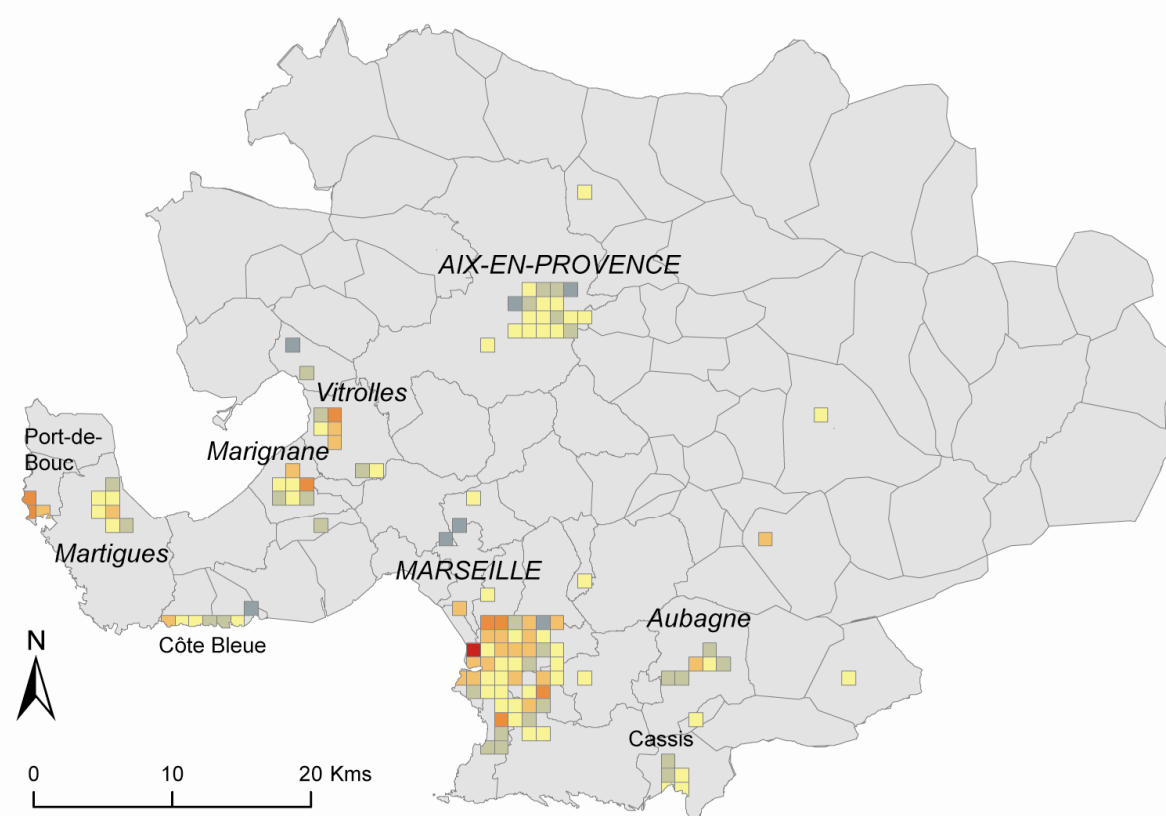 AIX-EN-PROVENCE
Vitrolles
Port-de-
Bouc
Marignane
Martigues
MARSEILLE
Aubagne
Côte Bleue
Cassis
N
0 10 20 Kms